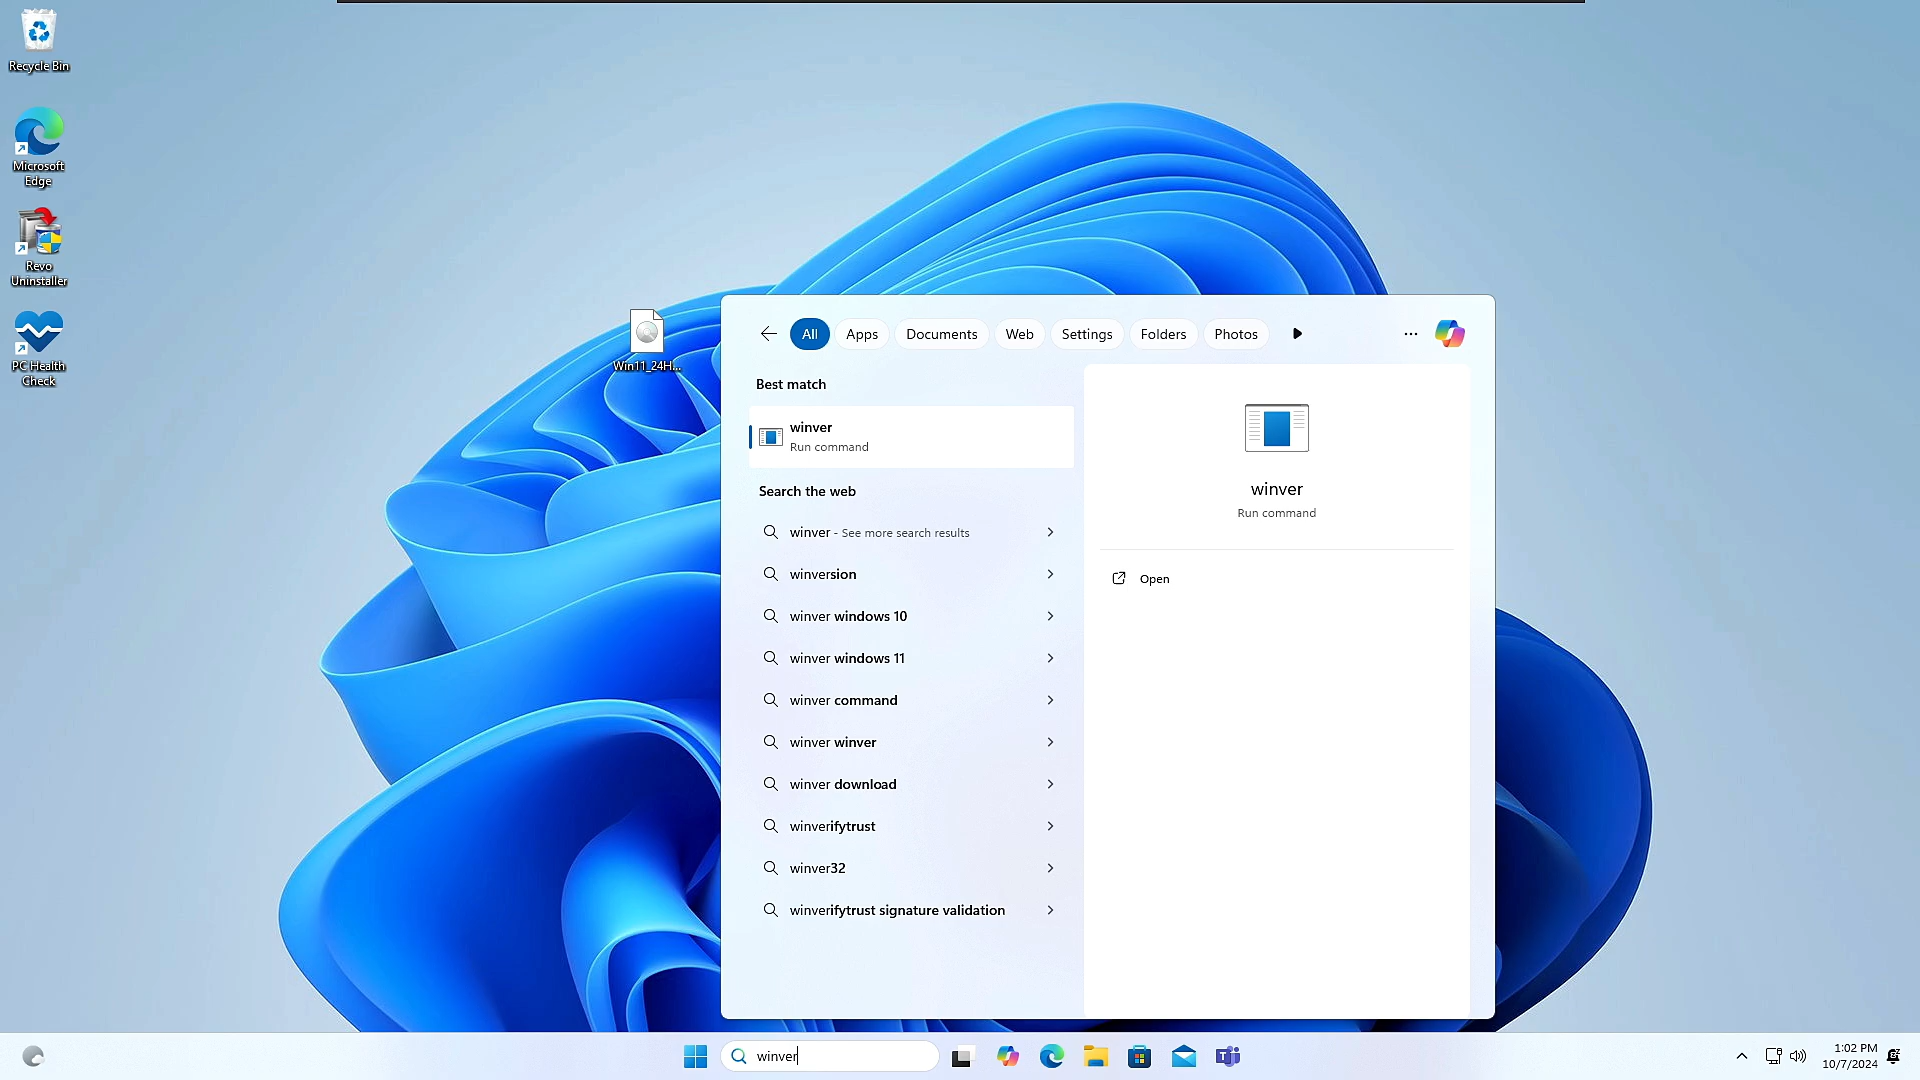 Recycle Bin
Microsoft
Edge
Revo
Uninstaller
PC Health
Check
Win11_24H...
All
Apps
Documents
Web
Settings
Folders
Photos
Best match
winver
Run command
Search the web
winver - See more search results
winversion
winver windows 10
winver windows 11
winver command
winver winver
winver download
winverifytrust
winver32
winverifytrust signature validation
winver
Run command
Open
winver
1:02 PM
10/7/2024